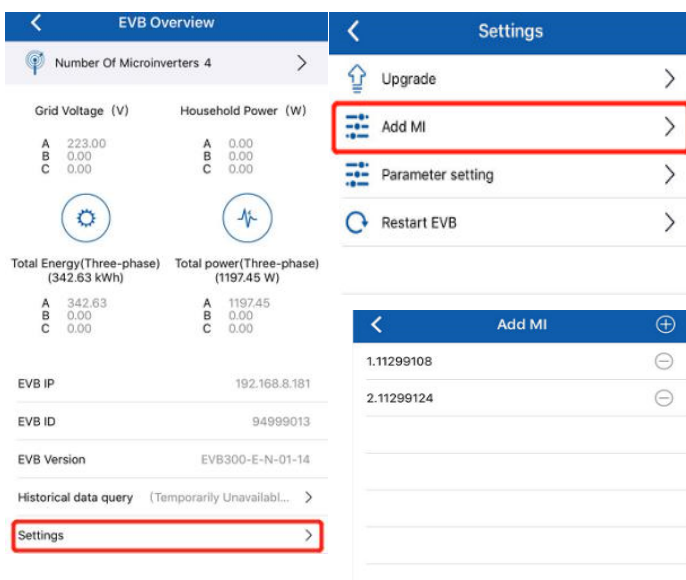 EVB Overview
Number Of Microinverters 4
Grid Voltage (V) Household Power (W)
A 223.00 A 0.00
B 0.00 B 0.00
C 0.00 C 0.00
Total Energy(Three-phase) Total power(Three-phase)
(342.63 kWh) (1197.45 W)
A 342.63 A 1197.45
B 0.00 B 0.00
C 0.00 C 0.00
EVB IP 192.168.8.181
EVB ID 94999013
EVB Version EVB300-E-N-01-14
Historical data query (Temporarily Unavailabl...
Settings
Settings
Upgrade
Add MI
Parameter setting
Restart EVB
Add MI
1.11299108
2.11299124